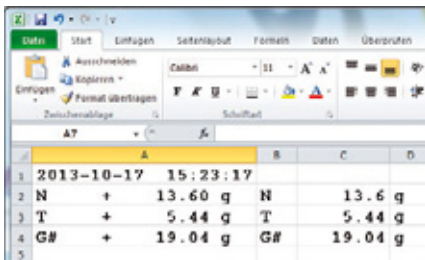 Datei Start Einfügen Seitenlayout Formeln Daten Überprüfen
Ausschneiden
Kopieren
Format übertragen
Einfügen
Calibri 11 A A
F K U A
Zwischenablage Schriftart
A7 fx
A B C D
1 2013-10-17 15:23:17
2 N + 13.60 g N 13.6 g
3 T + 5.44 g T 5.44 g
4 G# + 19.04 g G# 19.04 g
5